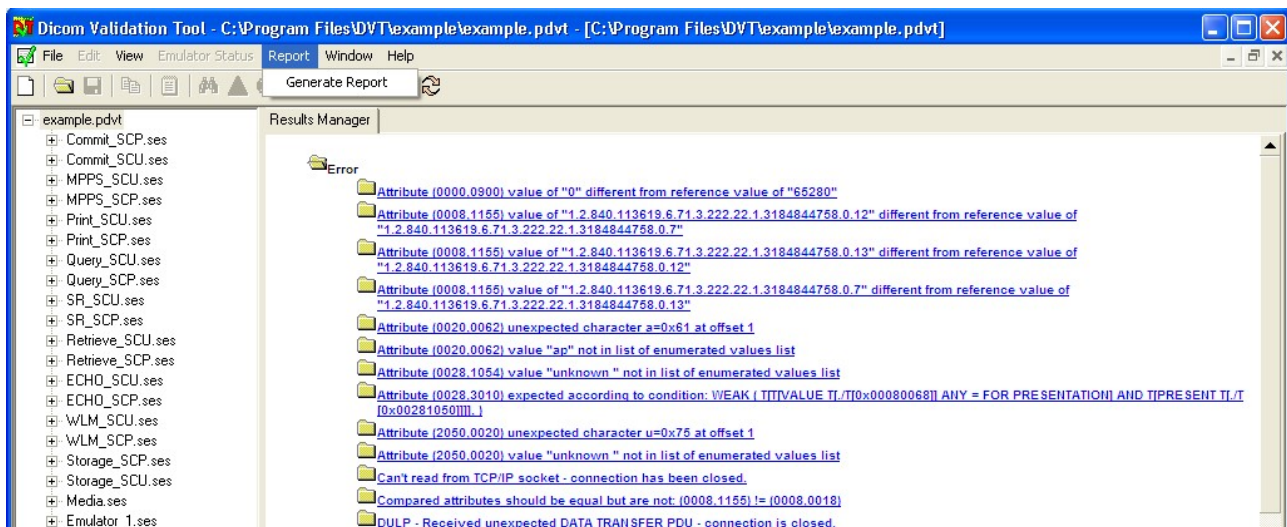 Dicom Validation Tool - C:\Program Files\DVT\example\example.pdvt - [C:\Program Files\DVT\example\example.pdvt]
File Edit View Emulator Status Report Window Help
Generate Report
example.pdvt
Commit_SCP.ses
Commit_SCU.ses
MPPS_SCU.ses
MPPS_SCP.ses
Print_SCU.ses
Print_SCP.ses
Query_SCU.ses
Query_SCP.ses
SR_SCU.ses
SR_SCP.ses
Retrieve_SCU.ses
Retrieve_SCP.ses
ECHO_SCU.ses
ECHO_SCP.ses
WLM_SCU.ses
WLM_SCP.ses
Storage_SCP.ses
Storage_SCU.ses
Media.ses
Emulator 1.ses
Results Manager
Error
Attribute (0000,0900) value of "0" different from reference value of "65280"
Attribute (0008,1155) value of "1.2.840.113619.6.71.3.222.22.1.3184844758.0.12" different from reference value of
"1.2.840.113619.6.71.3.222.22.1.3184844758.0.7"
Attribute (0008,1155) value of "1.2.840.113619.6.71.3.222.22.1.3184844758.0.13" different from reference value of
"1.2.840.113619.6.71.3.222.22.1.3184844758.0.12"
Attribute (0008,1155) value of "1.2.840.113619.6.71.3.222.22.1.3184844758.0.7" different from reference value of
"1.2.840.113619.6.71.3.222.22.1.3184844758.0.13"
Attribute (0020,0062) unexpected character a=0x61 at offset 1
Attribute (0020,0062) value "ap" not in list of enumerated values list
Attribute (0028,1054) value "unknown " not in list of enumerated values list
Attribute (0028,3010) expected according to condition: WEAK ( T[T[VALUE T[./T[0x00080068]] ANY = FOR PRESENTATION] AND T[PRESENT T[./T
[0x00281050]]]], )
Attribute (2050,0020) unexpected character u=0x75 at offset 1
Attribute (2050,0020) value "unknown " not in list of enumerated values list
Can't read from TCP/IP socket - connection has been closed.
Compared attributes should be equal but are not: (0008,1155) != (0008,0018)
DULP - Received unexpected DATA TRANSFER PDU - connection is closed.